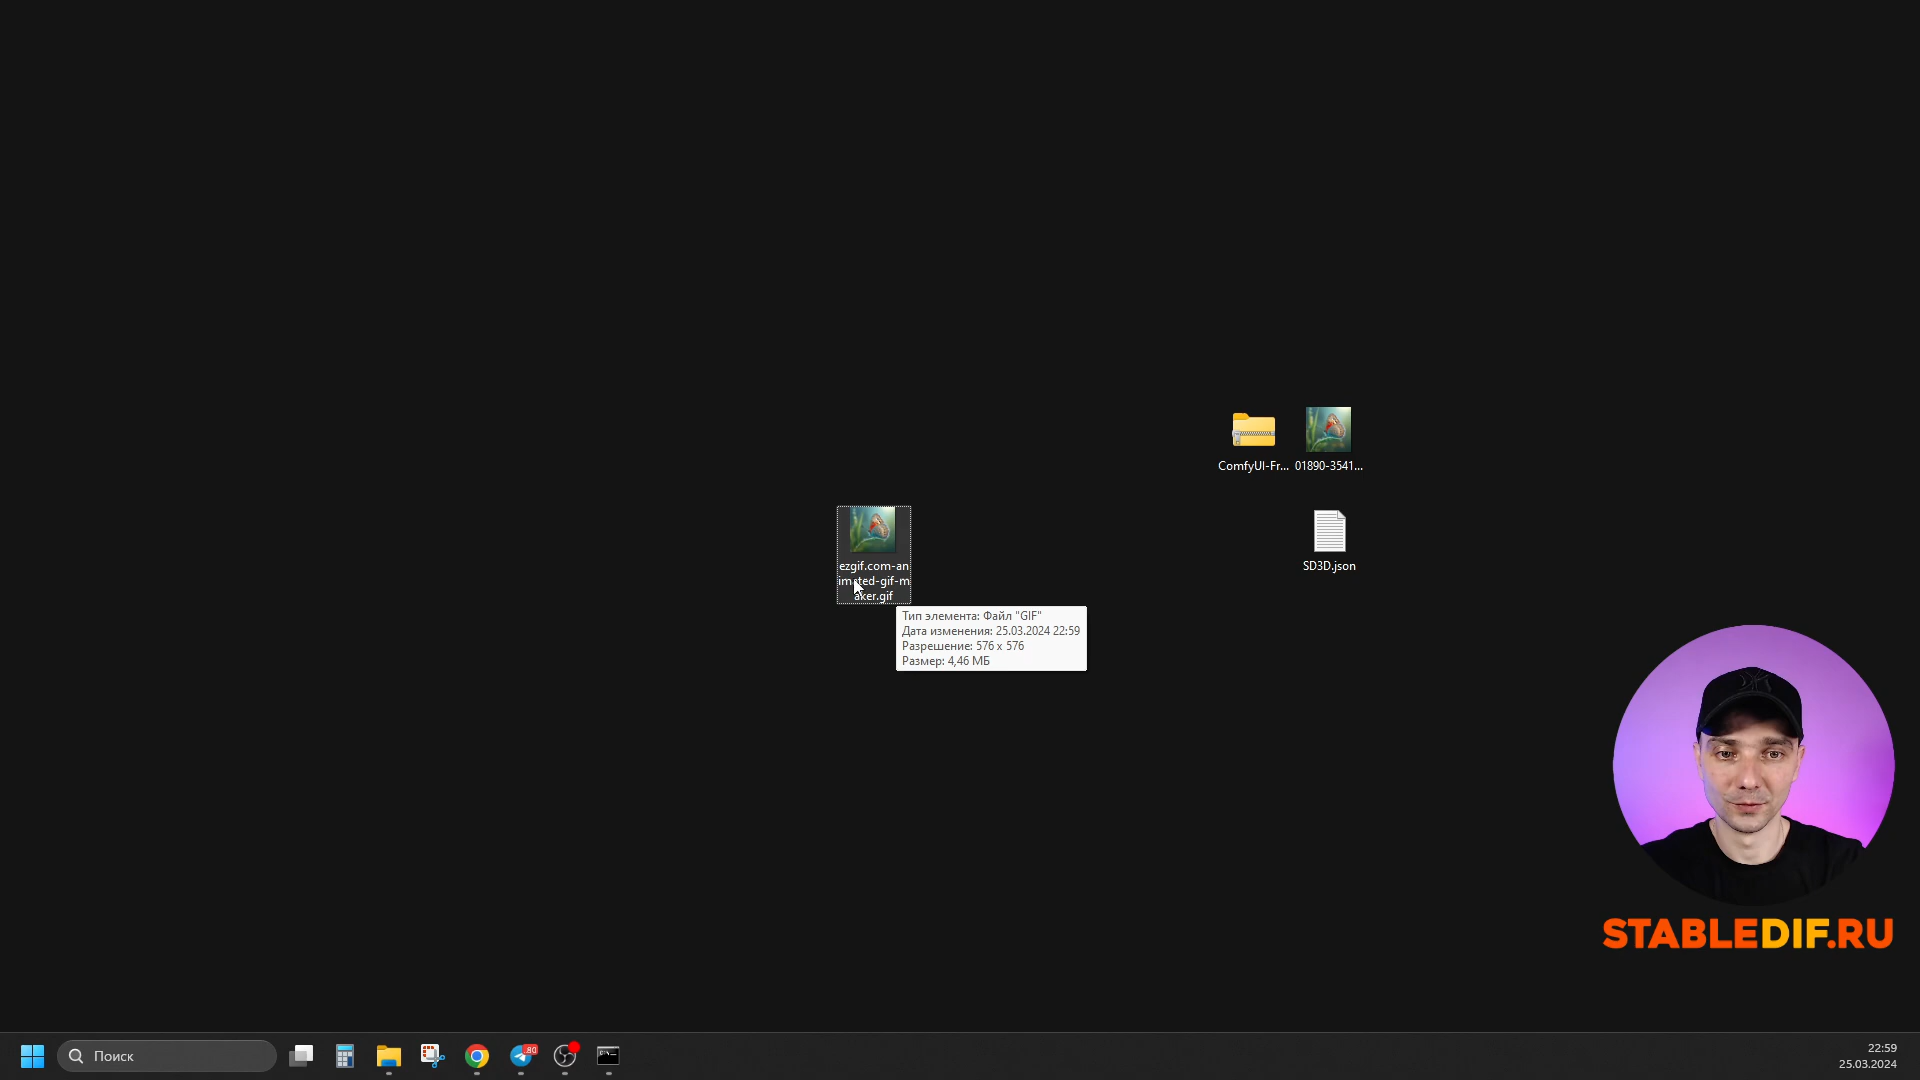 ComfyUI-Fr...
01890-3541...
ezgif.com-an
imated-gif-m
aker.gif
SD3D.json
Тип элемента: Файл "GIF"
Дата изменения: 25.03.2024 22:59
Разрешение: 576 x 576
Размер: 4,46 МБ
STABLEDIF.RU
Поиск
80
22:59
25.03.2024